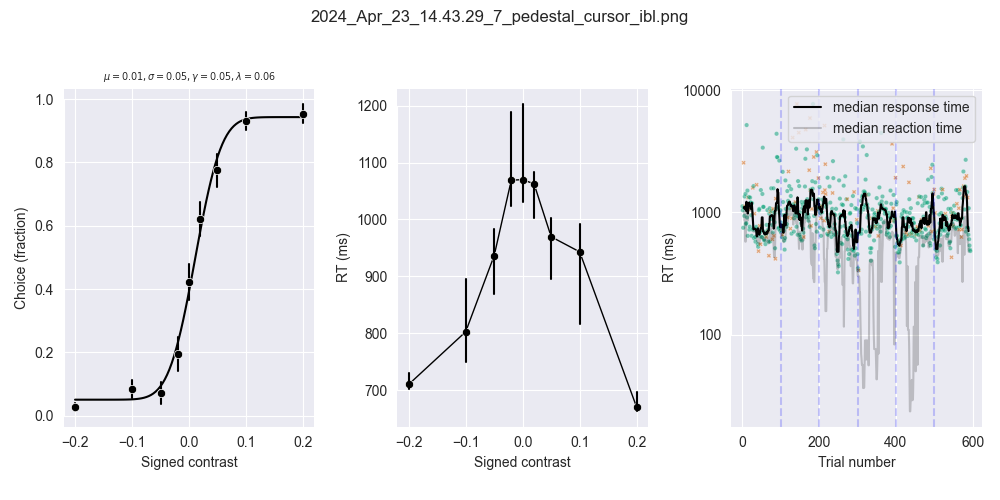 2024_Apr_23_14.43.29_7_pedestal_cursor_ibl.png
μ = 0.01, σ = 0.05, γ = 0.05, λ = 0.06
1.0
0.8
0.6
0.4
0.2
0.0
Choice (fraction)
−0.2 −0.1 0.0 0.1 0.2
Signed contrast
1200
1100
1000
900
800
700
RT (ms)
−0.2 −0.1 0.0 0.1 0.2
Signed contrast
10000
1000
100
RT (ms)
median response time
median reaction time
0 200 400 600
Trial number